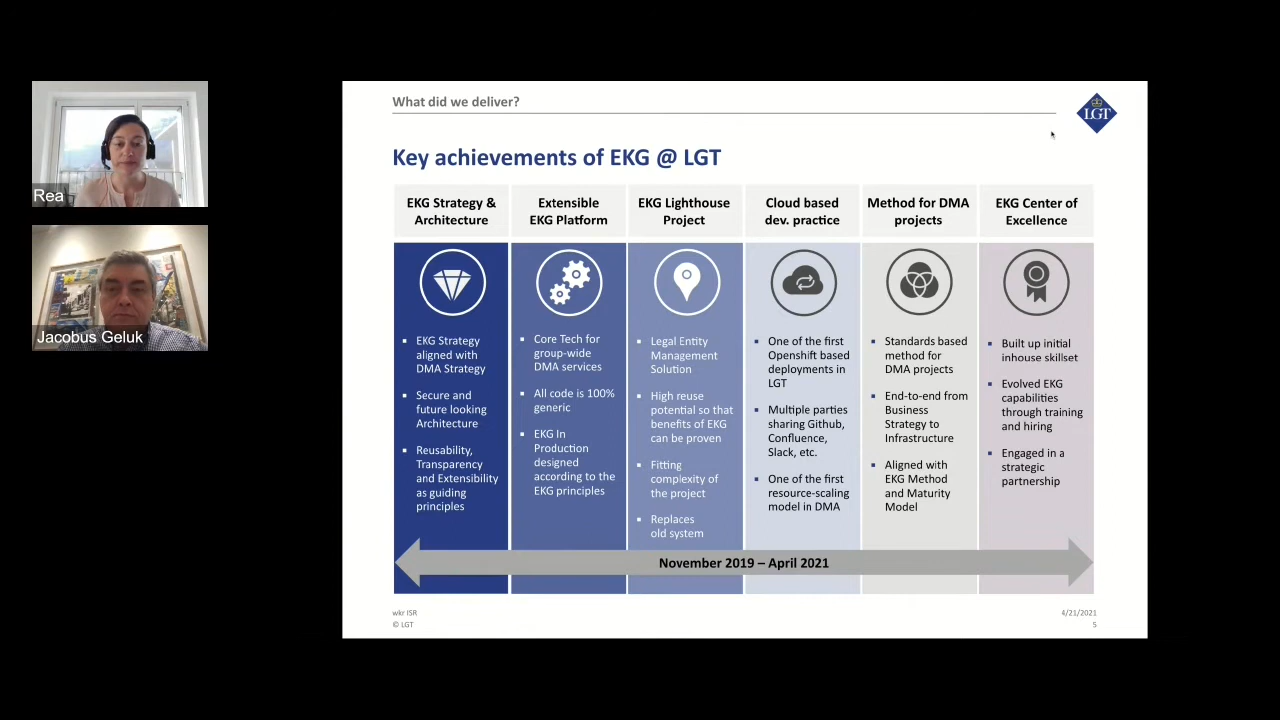 Rea
Jacobus Geluk
What did we deliver?
LGT
Key achievements of EKG @ LGT
EKG Strategy &
Architecture
Extensible
EKG Platform
EKG Lighthouse
Project
Cloud based
dev. practice
Method for DMA
projects
EKG Center of
Excellence
▪ EKG Strategy
aligned with
DMA Strategy
▪ Secure and
future looking
Architecture
▪ Reusability,
Transparency
and Extensibility
as guiding
principles
▪ Core Tech for
group-wide
DMA services
▪ All code is 100%
generic
▪ EKG In
Production
designed
according to the
EKG principles
▪ Legal Entity
Management
Solution
▪ High reuse
potential so that
benefits of EKG
can be proven
▪ Fitting
complexity of
the project
▪ Replaces
old system
▪ One of the first
Openshift based
deployments in
LGT
▪ Multiple parties
sharing Github,
Confluence,
Slack, etc.
▪ One of the first
resource-scaling
model in DMA
▪ Standards based
method for
DMA projects
▪ End-to-end from
Business
Strategy to
Infrastructure
▪ Aligned with
EKG Method
and Maturity
Model
▪ Built up initial
inhouse skillset
▪ Evolved EKG
capabilities
through training
and hiring
▪ Engaged in a
strategic
partnership
November 2019 – April 2021
wkr ISR
© LGT
4/21/2021
5